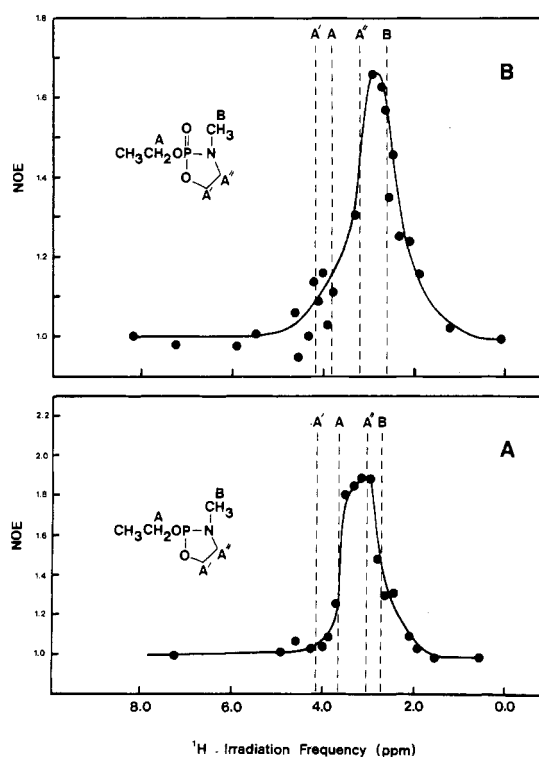 1.8
A' A A" B
B
B
CH3
O
A
CH3CH2OP-N
O
A"
A'
NOE
1.6
1.4
1.2
1.0
2.2
A' A A" B
A
B
CH3
A
CH3CH2OP-N
O
A"
A'
NOE
2.0
1.8
1.6
1.4
1.2
1.0
8.0 6.0 4.0 2.0 0.0
1H - Irradiation Frequency (ppm)